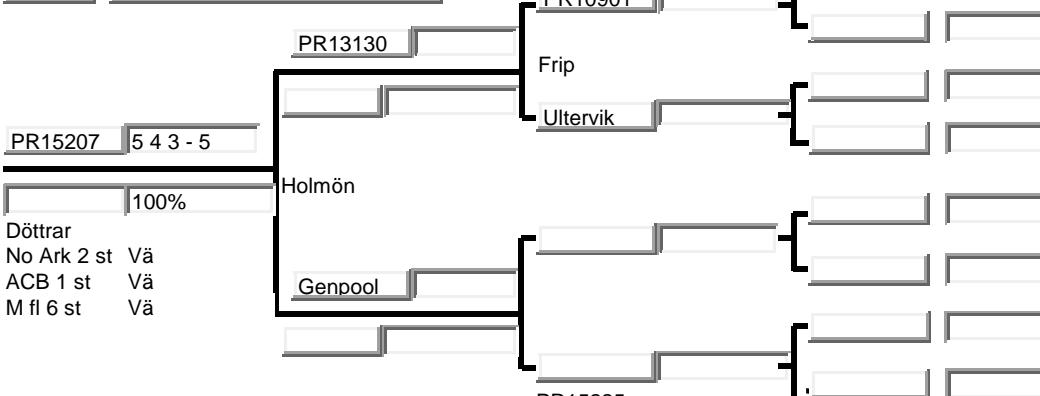 PR10901
PR13130
Frip
Ultervik
PR15207 5 4 3 - 5
Holmön
100%
Döttrar
No Ark 2 st Vä
ACB 1 st Vä
M fl 6 st Vä
Genpool